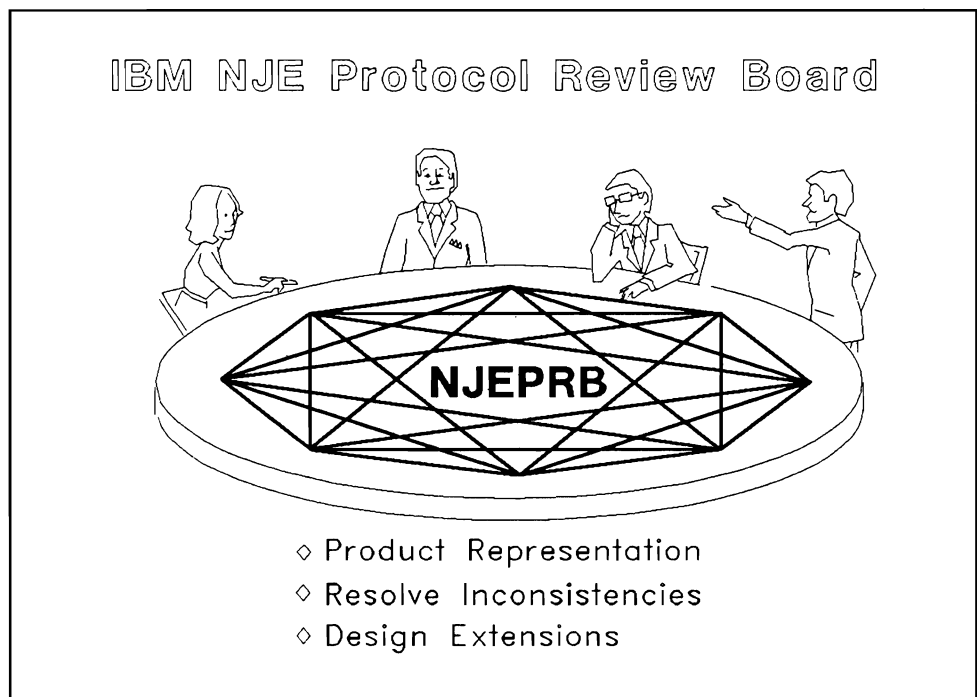 IBM NJE Protocol Review Board
NJEPRB
◇ Product Representation
◇ Resolve Inconsistencies
◇ Design Extensions